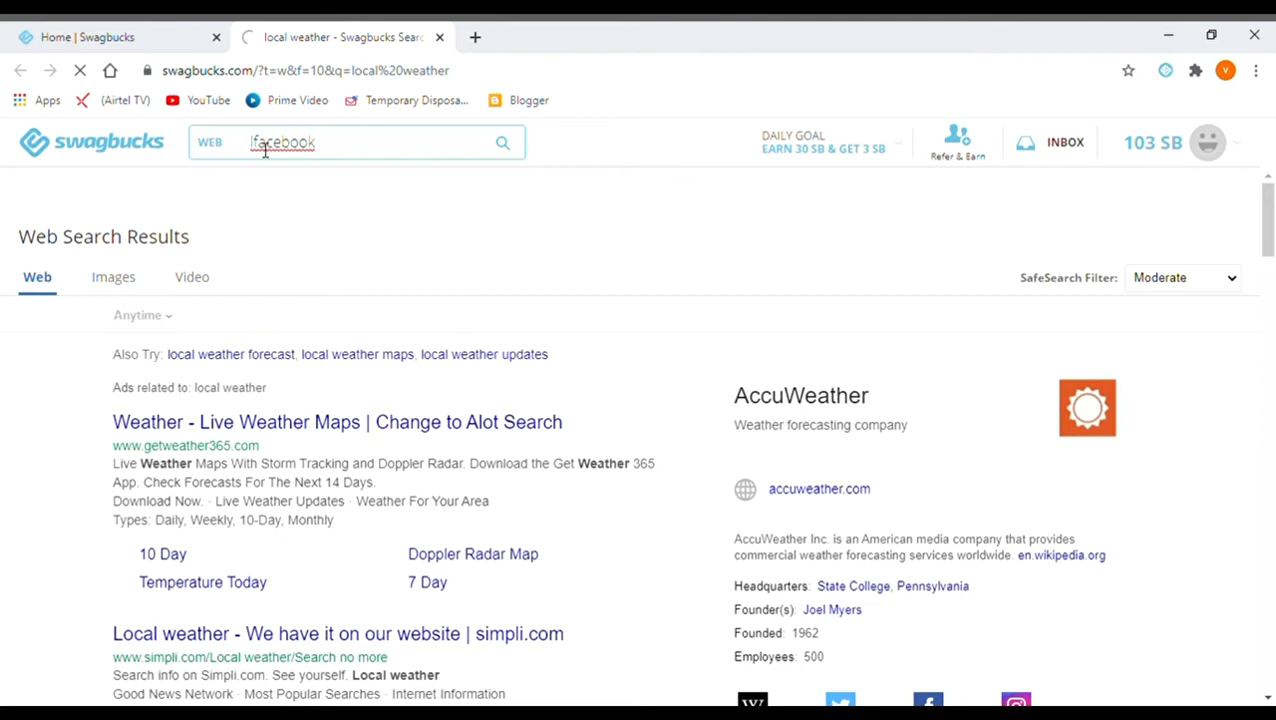 Home | Swagbucks
local weather - Swagbucks Searc
swagbucks.com/?t=w&f=10&q=local%20weather
V
Apps
(Airtel TV)
YouTube
Prime Video
Temporary Disposa...
Blogger
swagbucks
WEB
lfacebook
DAILY GOAL
EARN 30 SB & GET 3 SB
Refer & Earn
INBOX
103 SB
Web Search Results
Web
Images
Video
SafeSearch Filter:
Moderate
Anytime
Also Try: local weather forecast, local weather maps, local weather updates
Ads related to: local weather
Weather - Live Weather Maps | Change to Alot Search
www.getweather365.com
Live Weather Maps With Storm Tracking and Doppler Radar. Download the Get Weather 365
App. Check Forecasts For The Next 14 Days.
Download Now. · Live Weather Updates · Weather For Your Area
Types: Daily, Weekly, 10-Day, Monthly
10 Day
Doppler Radar Map
Temperature Today
7 Day
Local weather - We have it on our website | simpli.com
www.simpli.com/Local weather/Search no more
Search info on Simpli.com. See yourself. Local weather
Good News Network · Most Popular Searches · Internet Information
AccuWeather
Weather forecasting company
accuweather.com
AccuWeather Inc. is an American media company that provides
commercial weather forecasting services worldwide. en.wikipedia.org
Headquarters: State College, Pennsylvania
Founder(s): Joel Myers
Founded: 1962
Employees: 500
W